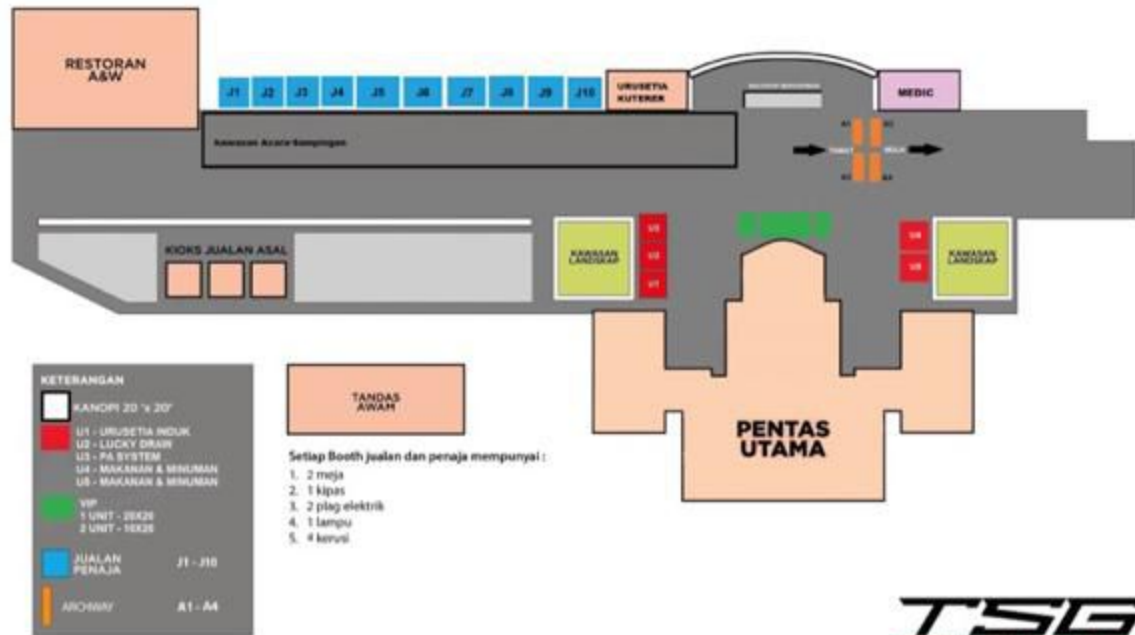 RESTORAN
A&W
J1 J2 J3 J4 J5 J6 J7 J8 J9 J10
URUSETIA
KUTERER
MEDIC
Kawasan Acara Sampingan
A1 A2
TAMAT MULA
A3 A4
KIOKS JUALAN ASAL
KAWASAN
LANDSKAP
U3
U2
U1
U4
U5
KAWASAN
LANDSKAP
PENTAS
UTAMA
TANDAS
AWAM
KETERANGAN
KANOPI 20 'x 20'
U1 - URUSETIA INDUK
U2 - LUCKY DRAW
U3 - PA SYSTEM
U4 - MAKANAN & MINUMAN
U5 - MAKANAN & MINUMAN
VIP
1 UNIT - 20X20
2 UNIT - 10X20
JUALAN
PENAJA
J1 - J10
ARCHWAY
A1 - A4
Setiap Booth jualan dan penaja mempunyai :
1. 2 meja
2. 1 kipas
3. 2 plag elektrik
4. 1 lampu
5. 4 kerusi